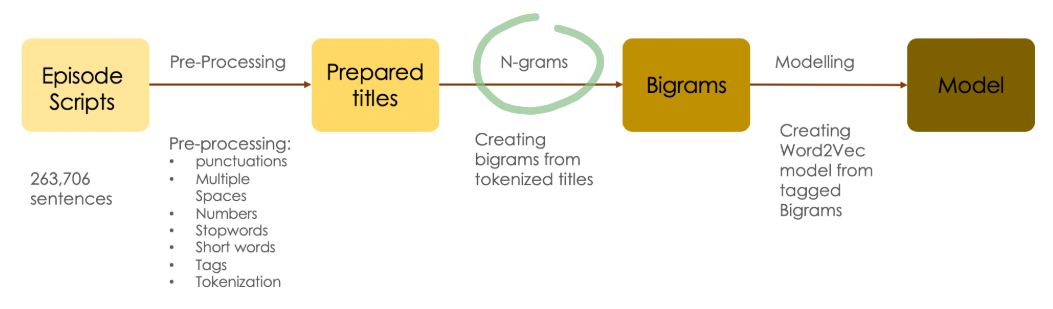 Episode
Scripts
Pre-Processing
Prepared
titles
N-grams
Bigrams
Modelling
Model
263,706
sentences
Pre-processing:
• punctuations
• Multiple
Spaces
• Numbers
• Stopwords
• Short words
• Tags
• Tokenization
Creating
bigrams from
tokenized titles
Creating
Word2Vec
model from
tagged
Bigrams